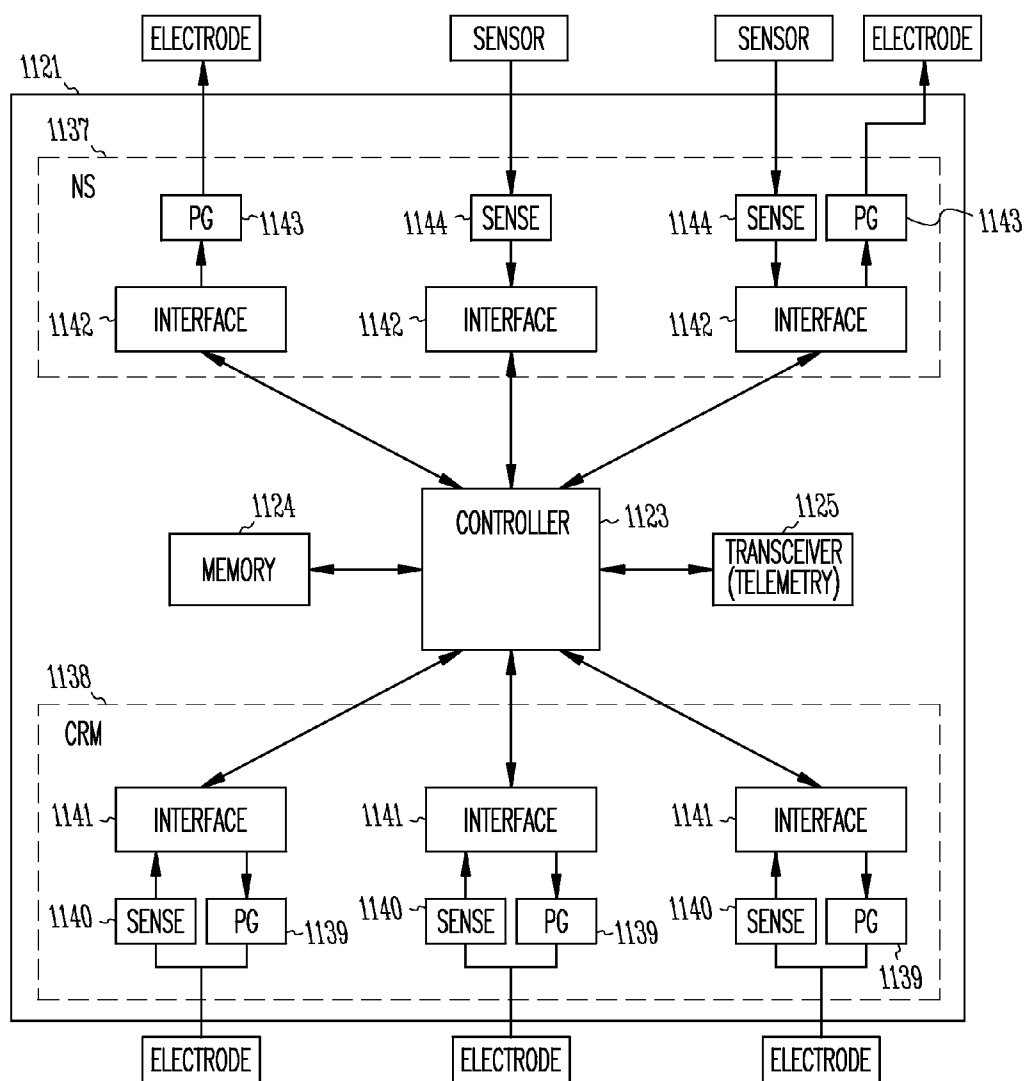 ELECTRODE
SENSOR
SENSOR
ELECTRODE
1121
1137
NS
PG
1143
1144
SENSE
1144
SENSE
PG
1143
1142
INTERFACE
1142
INTERFACE
1142
INTERFACE
1124
MEMORY
CONTROLLER
1123
1125
TRANSCEIVER
(TELEMETRY)
1138
CRM
1141
INTERFACE
1141
INTERFACE
1141
INTERFACE
1140
SENSE
PG
1139
1140
SENSE
PG
1139
1140
SENSE
PG
1139
ELECTRODE
ELECTRODE
ELECTRODE